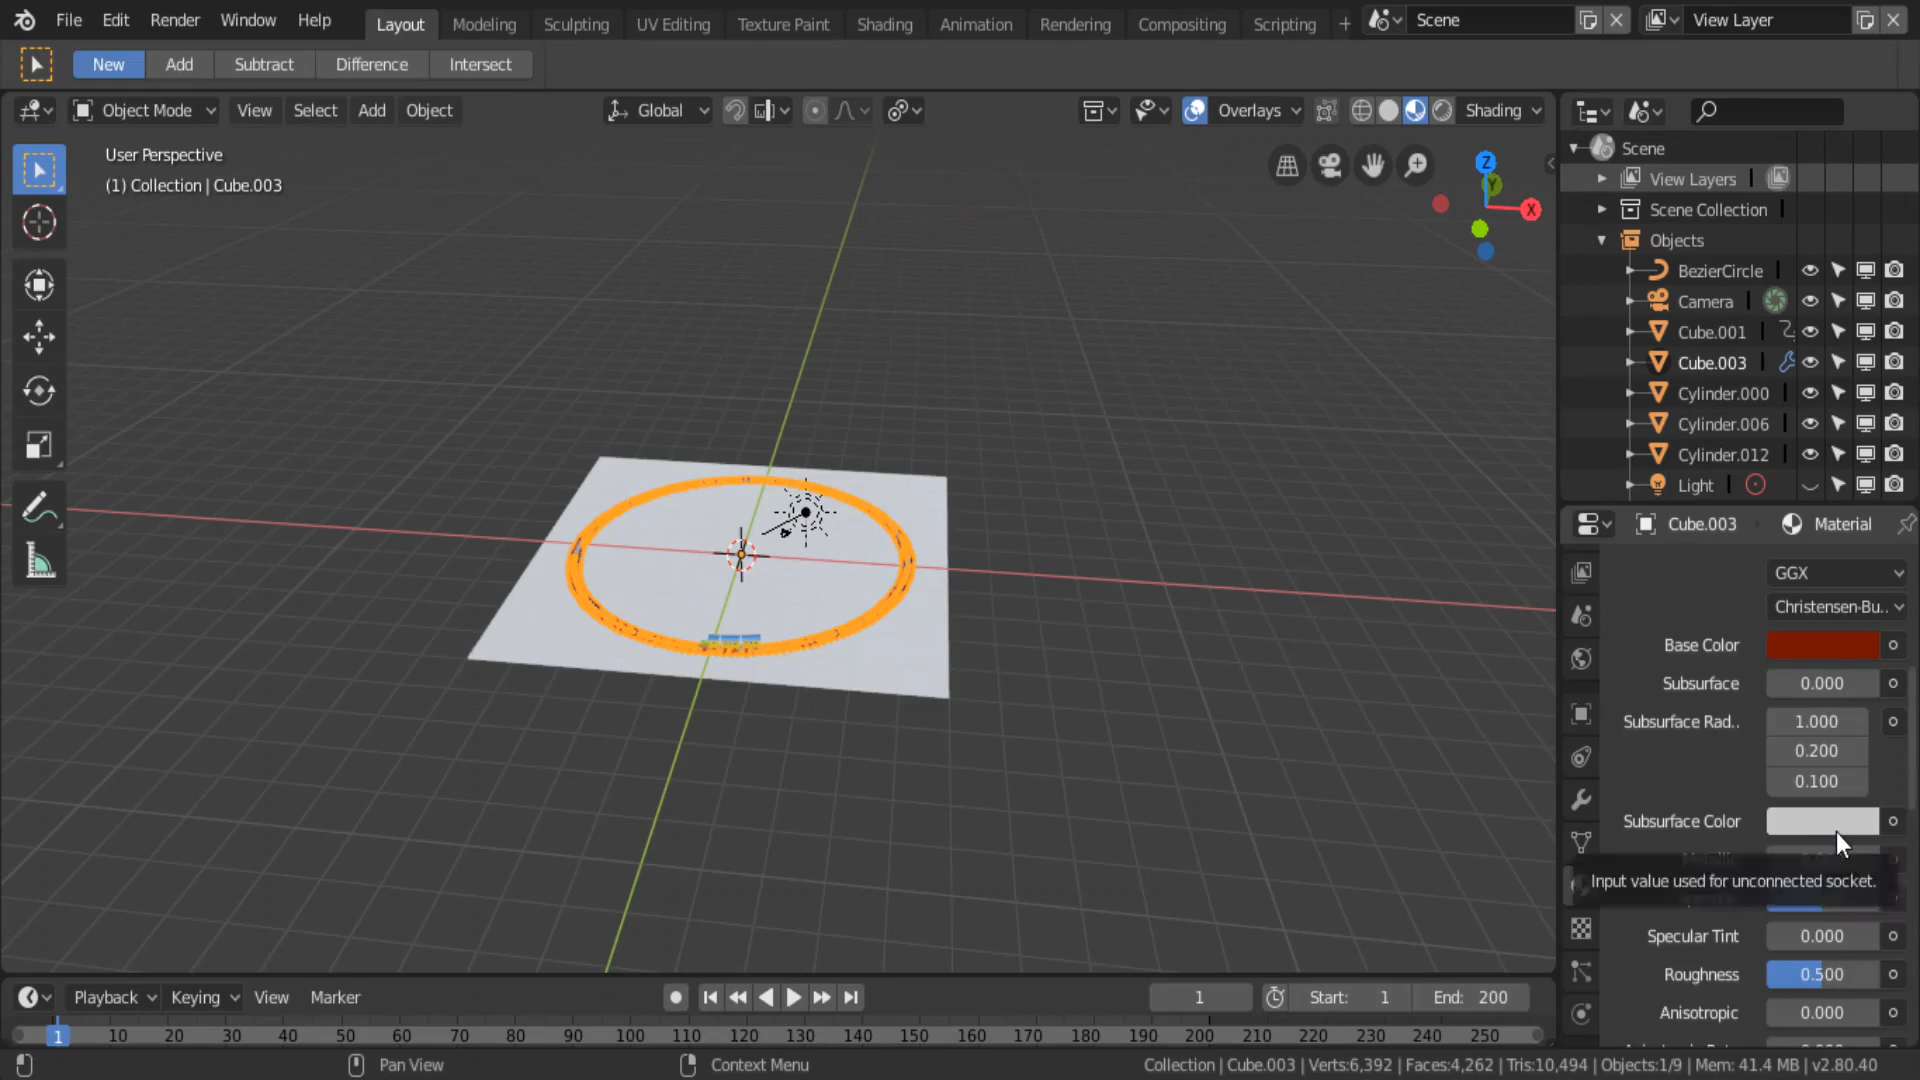 File Edit Render Window Help Layout Modeling Sculpting UV Editing Texture Paint Shading Animation Rendering Compositing Scripting + Scene View Layer
New Add Subtract Difference Intersect
Object Mode View Select Add Object Global Overlays Shading
User Perspective
(1) Collection | Cube.003
Z
Y
X
Scene
View Layers
Scene Collection
Objects
BezierCircle
Camera
Cube.001
Cube.003
Cylinder.000
Cylinder.006
Cylinder.012
Light
Cube.003 Material
GGX
Christensen-Bu..
Base Color
Subsurface 0.000
Subsurface Rad.. 1.000
0.200
0.100
Subsurface Color
Input value used for unconnected socket.
Specular Tint 0.000
Roughness 0.500
Anisotropic 0.000
Playback Keying View Marker 1 Start: 1 End: 200
1 10 20 30 40 50 60 70 80 90 100 110 120 130 140 150 160 170 180 190 200 210 220 230 240 250
Pan View Context Menu Collection | Cube.003 | Verts:6,392 | Faces:4,262 | Tris:10,494 | Objects:1/9 | Mem: 41.4 MB | v2.80.40